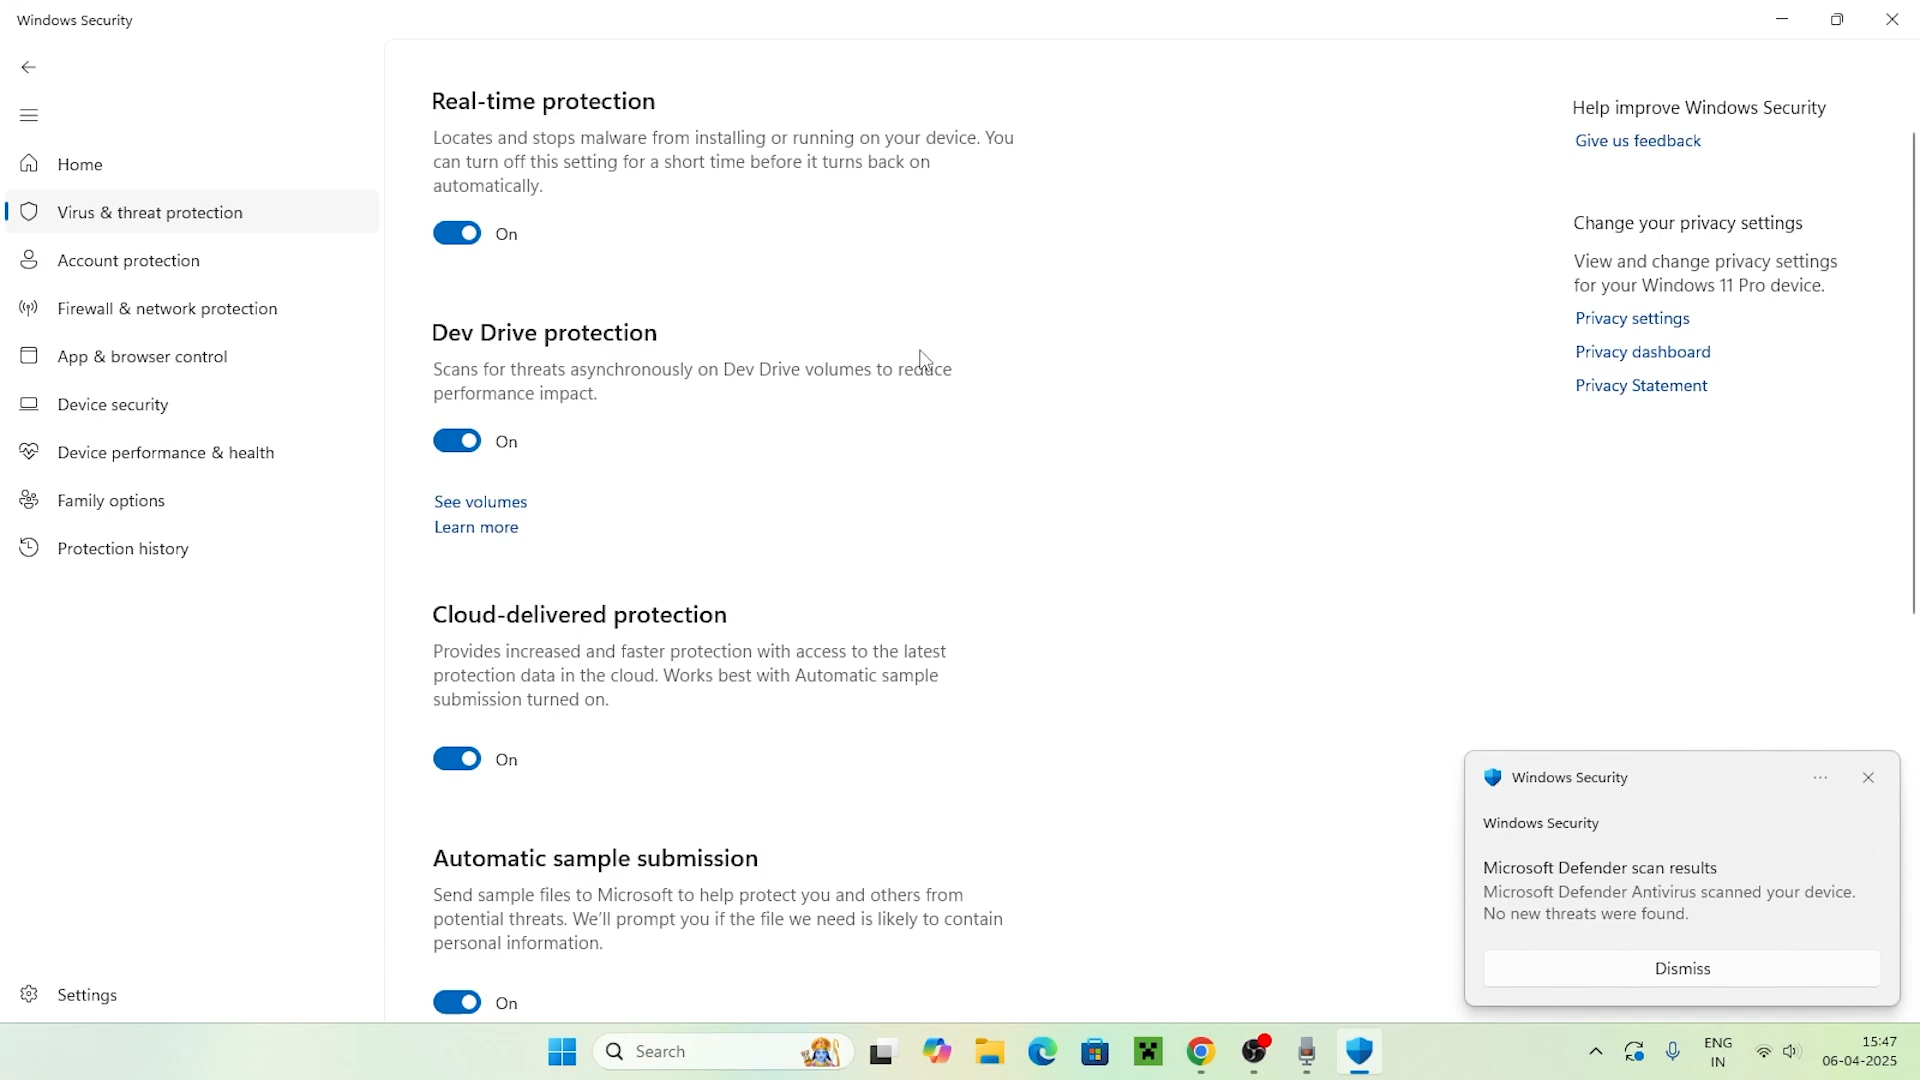 Windows Security
Home
Virus & threat protection
Account protection
Firewall & network protection
App & browser control
Device security
Device performance & health
Family options
Protection history
Settings
Real-time protection
Locates and stops malware from installing or running on your device. You
can turn off this setting for a short time before it turns back on
automatically.
On
Dev Drive protection
Scans for threats asynchronously on Dev Drive volumes to reduce
performance impact.
On
See volumes
Learn more
Cloud-delivered protection
Provides increased and faster protection with access to the latest
protection data in the cloud. Works best with Automatic sample
submission turned on.
On
Automatic sample submission
Send sample files to Microsoft to help protect you and others from
potential threats. We'll prompt you if the file we need is likely to contain
personal information.
On
Help improve Windows Security
Give us feedback
Change your privacy settings
View and change privacy settings
for your Windows 11 Pro device.
Privacy settings
Privacy dashboard
Privacy Statement
Windows Security
Windows Security
Microsoft Defender scan results
Microsoft Defender Antivirus scanned your device.
No new threats were found.
Dismiss
Search
ENG
IN
15:47
06-04-2025